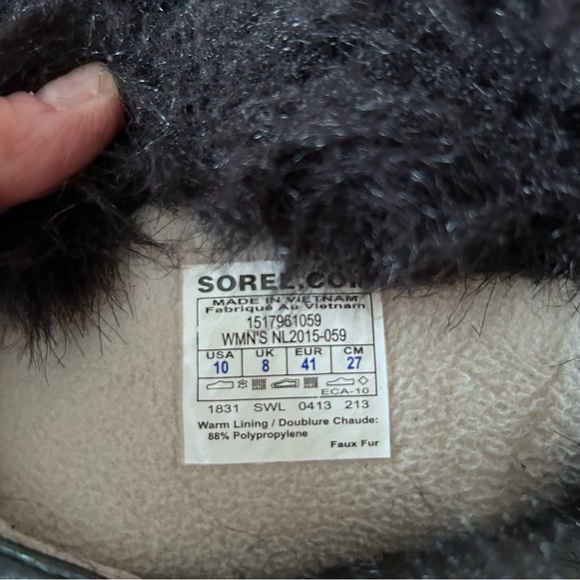 SOREL.COM
MADE IN VIETNAM
Fabriqué Au Vietnam
1517961059
WMN'S NL2015-059
USA UK EUR CM
10 8 41 27
ECA-10
1831 SWL 0413 213
Warm Lining / Doublure Chaude:
88% Polypropylene
Faux Fur